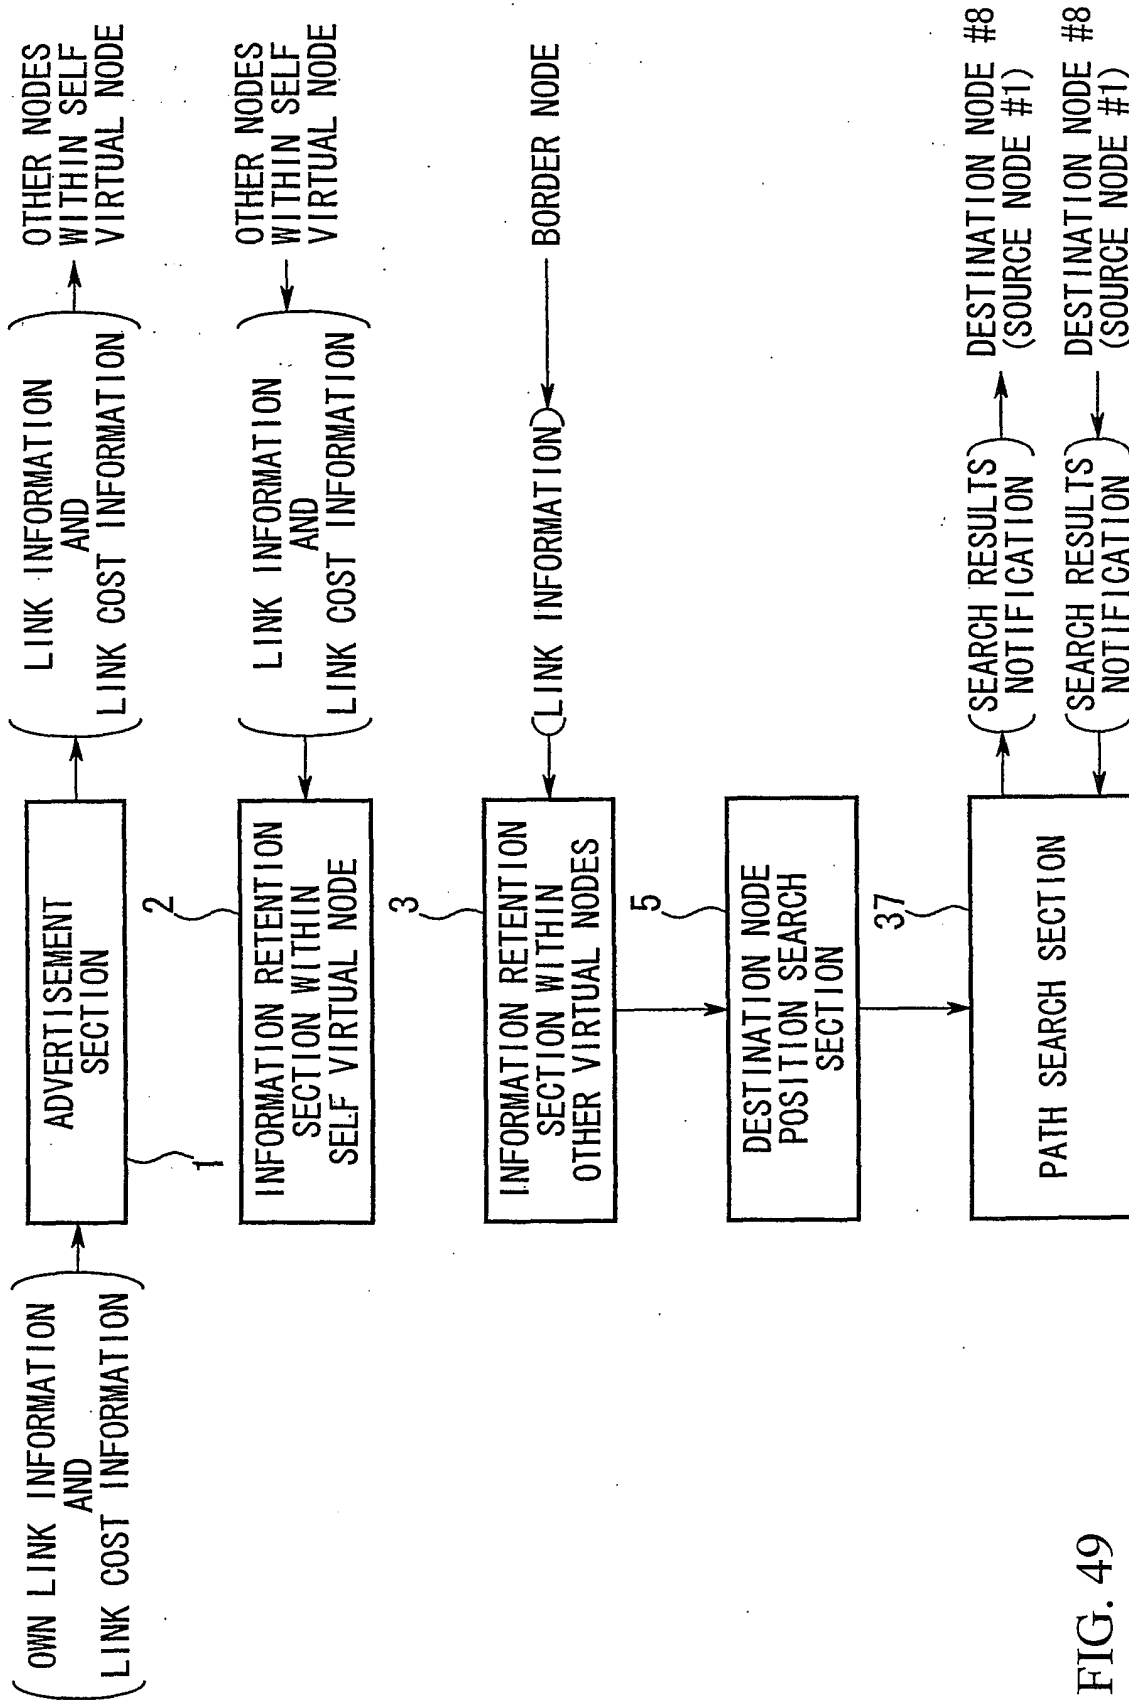 OWN LINK INFORMATION
AND
LINK COST INFORMATION
ADVERTISEMENT
SECTION
1
LINK INFORMATION
AND
LINK COST INFORMATION
OTHER NODES
WITHIN SELF
VIRTUAL NODE
2
INFORMATION RETENTION
SECTION WITHIN
SELF VIRTUAL NODE
LINK INFORMATION
AND
LINK COST INFORMATION
OTHER NODES
WITHIN SELF
VIRTUAL NODE
3
INFORMATION RETENTION
SECTION WITHIN
OTHER VIRTUAL NODES
(LINK INFORMATION)
BORDER NODE
5
DESTINATION NODE
POSITION SEARCH
SECTION
37
PATH SEARCH SECTION
(SEARCH RESULTS
NOTIFICATION)
DESTINATION NODE #8
(SOURCE NODE #1)
(SEARCH RESULTS
NOTIFICATION)
DESTINATION NODE #8
(SOURCE NODE #1)
FIG. 49